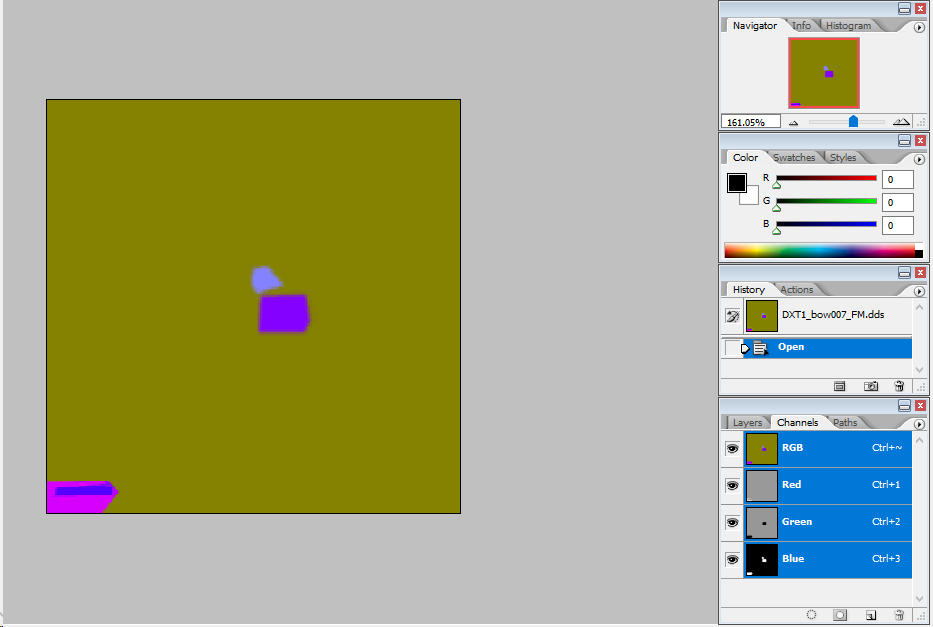 Navigator Info Histogram
161.05%
Color Swatches Styles
R 0
G 0
B 0
History Actions
DXT1_bow007_FM.dds
Open
Layers Channels Paths
RGB Ctrl+~
Red Ctrl+1
Green Ctrl+2
Blue Ctrl+3